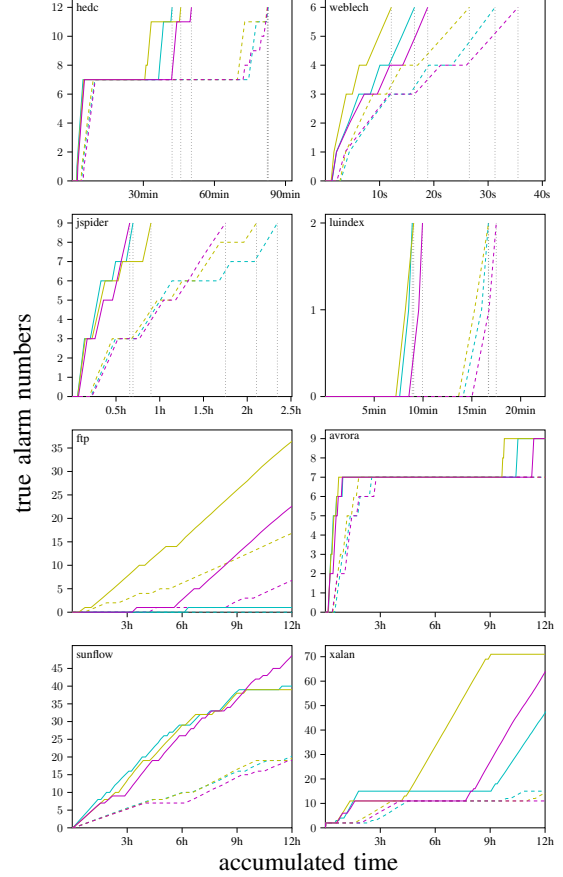 hedc
12
10
8
6
4
2
0
30min
60min
90min
weblech
6
5
4
3
2
1
0
10s
20s
30s
40s
jspider
9
8
7
6
5
4
3
2
1
0
0.5h
1h
1.5h
2h
2.5h
luindex
2
1
0
5min
10min
15min
20min
true alarm numbers
ftp
35
30
25
20
15
10
5
0
3h
6h
9h
12h
avrora
9
8
7
6
5
4
3
2
1
0
3h
6h
9h
12h
sunflow
45
40
35
30
25
20
15
10
5
0
3h
6h
9h
12h
xalan
70
60
50
40
30
20
10
0
3h
6h
9h
12h
accumulated time